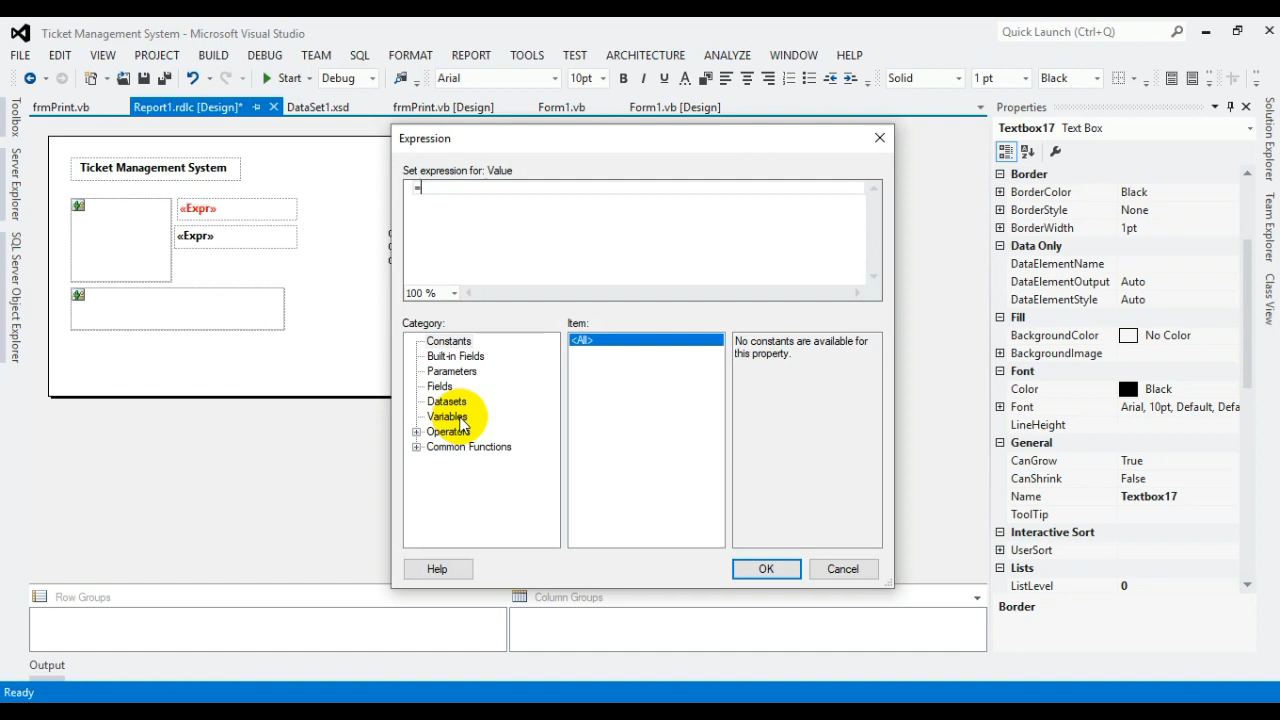 Ticket Management System - Microsoft Visual Studio
Quick Launch (Ctrl+Q)
FILE EDIT VIEW PROJECT BUILD DEBUG TEAM SQL FORMAT REPORT TOOLS TEST ARCHITECTURE ANALYZE WINDOW HELP
Start Debug Arial 10pt B I U A Solid 1 pt Black
frmPrint.vb Report1.rdlc [Design]* DataSet1.xsd frmPrint.vb [Design] Form1.vb Form1.vb [Design]
Toolbox
Server Explorer
SQL Server Object Explorer
Ticket Management System
«Expr»
«Expr»
Expression
Set expression for: Value
=
100 %
Category:
Constants
Built-in Fields
Parameters
Fields
Datasets
Variables
Operators
Common Functions
Item:
<All>
No constants are available for
this property.
Help
OK
Cancel
Row Groups
Column Groups
Output
Ready
Properties
Textbox17 Text Box
Border
BorderColor Black
BorderStyle None
BorderWidth 1pt
Data Only
DataElementName
DataElementOutput Auto
DataElementStyle Auto
Fill
BackgroundColor No Color
BackgroundImage
Font
Color Black
Font Arial, 10pt, Default, Defa
LineHeight
General
CanGrow True
CanShrink False
Name Textbox17
ToolTip
Interactive Sort
UserSort
Lists
ListLevel 0
Border
Solution Explorer
Team Explorer
Class View